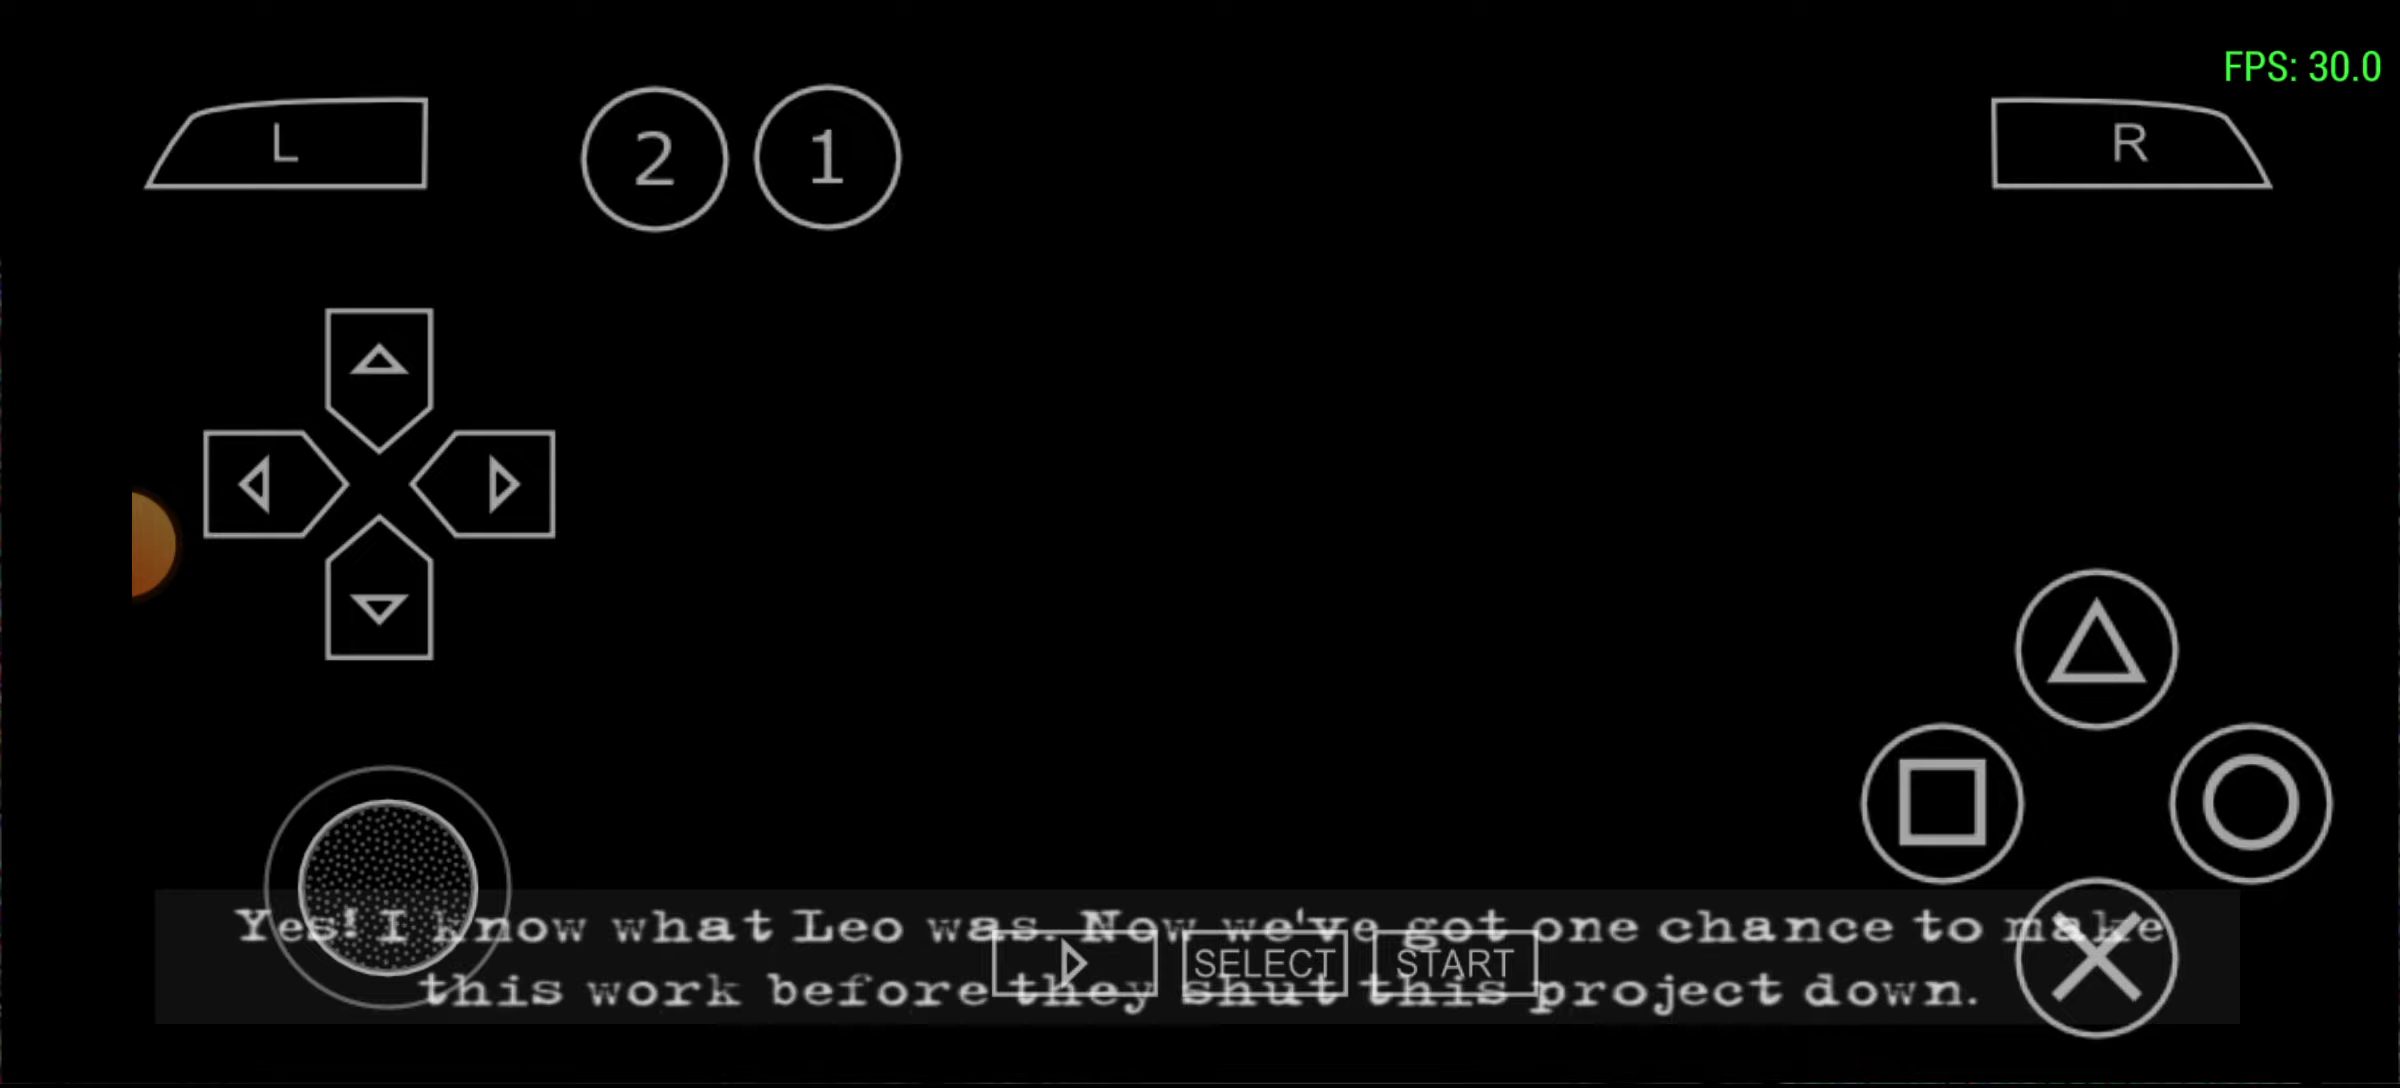 FPS: 30.0
L
2
1
R
Yes! I know what Leo was. Now we've got one chance to make
SELECT
START
this work before they shut this project down.